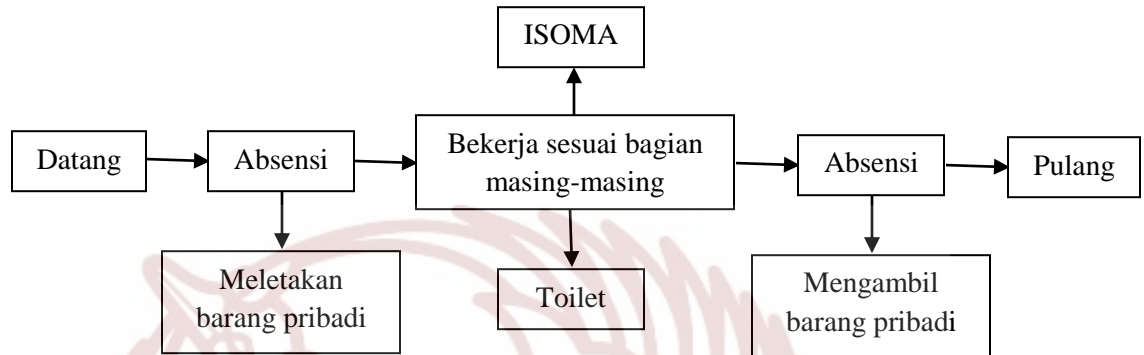 ISOMA
Datang
Absensi
Bekerja sesuai bagian
masing-masing
Absensi
Pulang
Meletakan
barang pribadi
Toilet
Mengambil
barang pribadi